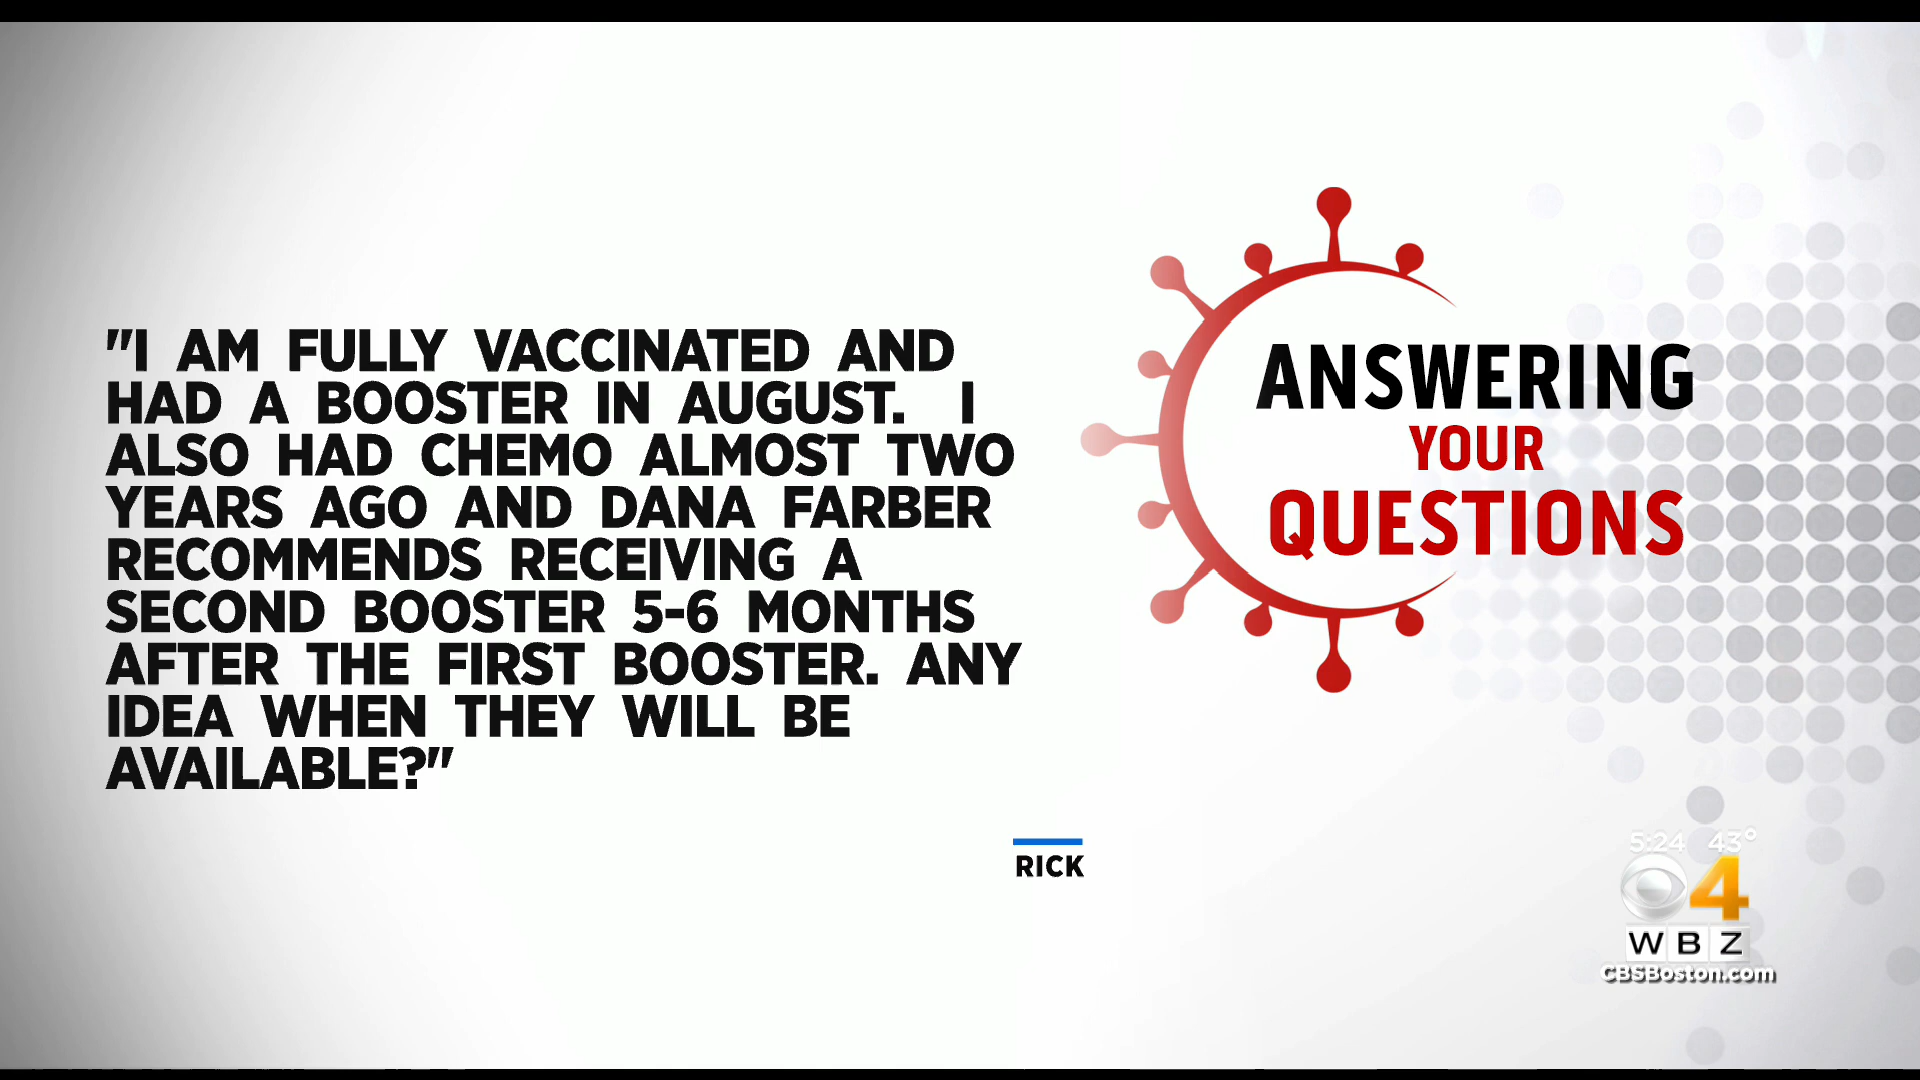 "I AM FULLY VACCINATED AND
HAD A BOOSTER IN AUGUST. I
ALSO HAD CHEMO ALMOST TWO
YEARS AGO AND DANA FARBER
RECOMMENDS RECEIVING A
SECOND BOOSTER 5-6 MONTHS
AFTER THE FIRST BOOSTER. ANY
IDEA WHEN THEY WILL BE
AVAILABLE?"
RICK
ANSWERING
YOUR
QUESTIONS
5:24 43°
4
WBZ
CBSBoston.com